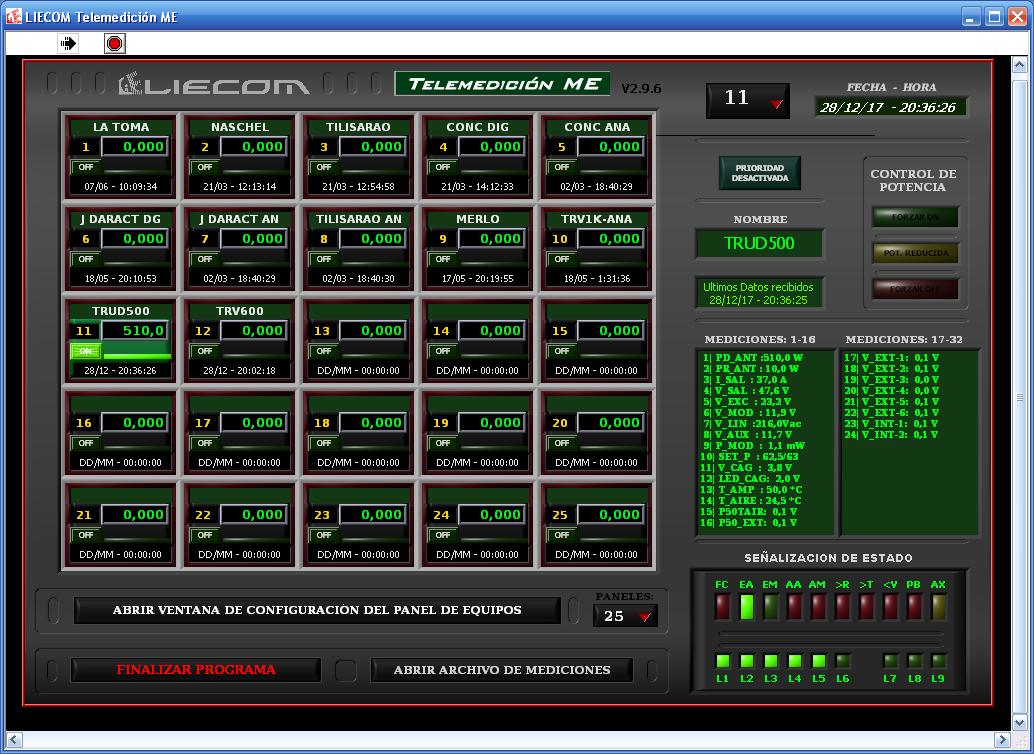 LIECOM Telemedición ME
LIECOM
TELEMEDICIÓN ME
V2.9.6
11
FECHA - HORA
28/12/17 - 20:36:26
LA TOMA
1 0,000
OFF
07/06 - 10:09:34
NASCHEL
2 0,000
OFF
21/03 - 12:13:14
TILISARAO
3 0,000
OFF
21/03 - 12:54:58
CONC DIG
4 0,000
OFF
21/03 - 14:12:33
CONC ANA
5 0,000
OFF
02/03 - 18:40:29
J DARACT DG
6 0,000
OFF
18/05 - 20:10:53
J DARACT AN
7 0,000
OFF
02/03 - 18:40:29
TILISARAO AN
8 0,000
OFF
02/03 - 18:40:30
MERLO
9 0,000
OFF
17/05 - 20:19:55
TRV1K-ANA
10 0,000
OFF
18/05 - 1:31:36
TRUD500
11 510,0
ON
28/12 - 20:36:26
TRV600
12 0,000
OFF
28/12 - 20:02:18
13 0,000
OFF
DD/MM - 00:00:00
14 0,000
OFF
DD/MM - 00:00:00
15 0,000
OFF
DD/MM - 00:00:00
16 0,000
OFF
DD/MM - 00:00:00
17 0,000
OFF
DD/MM - 00:00:00
18 0,000
OFF
DD/MM - 00:00:00
19 0,000
OFF
DD/MM - 00:00:00
20 0,000
OFF
DD/MM - 00:00:00
21 0,000
OFF
DD/MM - 00:00:00
22 0,000
OFF
DD/MM - 00:00:00
23 0,000
OFF
DD/MM - 00:00:00
24 0,000
OFF
DD/MM - 00:00:00
25 0,000
OFF
DD/MM - 00:00:00
PRIORIDAD
DESACTIVADA
NOMBRE
TRUD500
Ultimos Datos recibidos
28/12/17 - 20:36:25
CONTROL DE
POTENCIA
FORZAR ON
POT. REDUCIDA
FORZAR OFF
MEDICIONES: 1-16
1| PD_ANT :510,0 W
2| PR_ANT : 10,0 W
3| I_SAL : 37,0 A
4| V_SAL : 47,6 V
5| V_EXC : 23,2 V
6| V_MOD : 11,9 V
7| V_LIN :216,0Vac
8| V_AUX : 11,7 V
9| P_MOD : 1,1 mW
10| SET_P : 62,5/63
11| V_CAG : 3,8 V
12| LED_CAG: 2,0 V
13| T_AMP : 50,0 °C
14| T_AIRE : 24,5 °C
15| P50TAIR: 0,1 V
16| P50_EXT: 0,1 V
MEDICIONES: 17-32
17| V_EXT-1: 0,1 V
18| V_EXT-2: 0,1 V
19| V_EXT-3: 0,0 V
20| V_EXT-4: 0,0 V
21| V_EXT-5: 0,1 V
22| V_EXT-6: 0,1 V
23| V_INT-1: 0,1 V
24| V_INT-2: 0,1 V
SEÑALIZACION DE ESTADO
FC EA EM AA AM >R >T <V PB AX
L1 L2 L3 L4 L5 L6 L7 L8 L9
ABRIR VENTANA DE CONFIGURACIÓN DEL PANEL DE EQUIPOS
PANELES:
25
FINALIZAR PROGRAMA
ABRIR ARCHIVO DE MEDICIONES